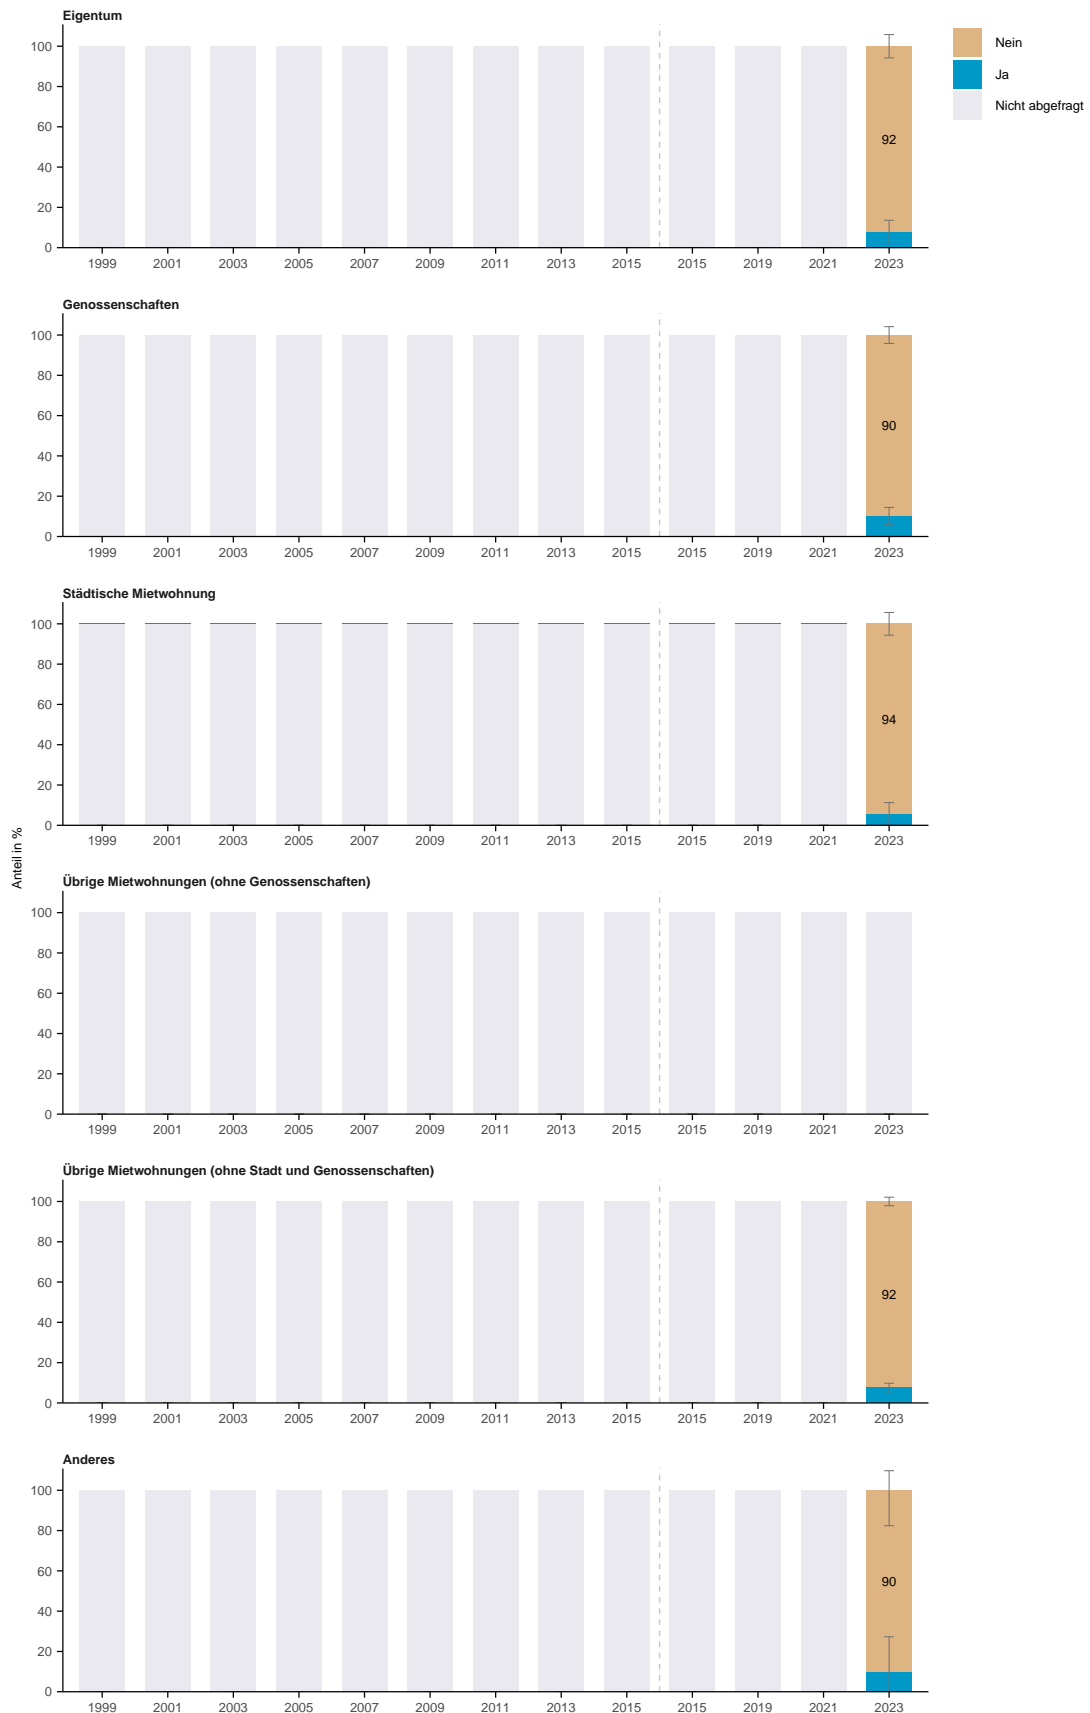 Eigentum
Nein
Ja
Nicht abgefragt
100
80
60
40
20
0
92
1999 2001 2003 2005 2007 2009 2011 2013 2015 2015 2019 2021 2023
Genossenschaften
100
80
60
40
20
0
90
1999 2001 2003 2005 2007 2009 2011 2013 2015 2015 2019 2021 2023
Städtische Mietwohnung
100
80
60
40
20
0
94
1999 2001 2003 2005 2007 2009 2011 2013 2015 2015 2019 2021 2023
Anteil in %
Übrige Mietwohnungen (ohne Genossenschaften)
100
80
60
40
20
0
1999 2001 2003 2005 2007 2009 2011 2013 2015 2015 2019 2021 2023
Übrige Mietwohnungen (ohne Stadt und Genossenschaften)
100
80
60
40
20
0
92
1999 2001 2003 2005 2007 2009 2011 2013 2015 2015 2019 2021 2023
Anderes
100
80
60
40
20
0
90
1999 2001 2003 2005 2007 2009 2011 2013 2015 2015 2019 2021 2023